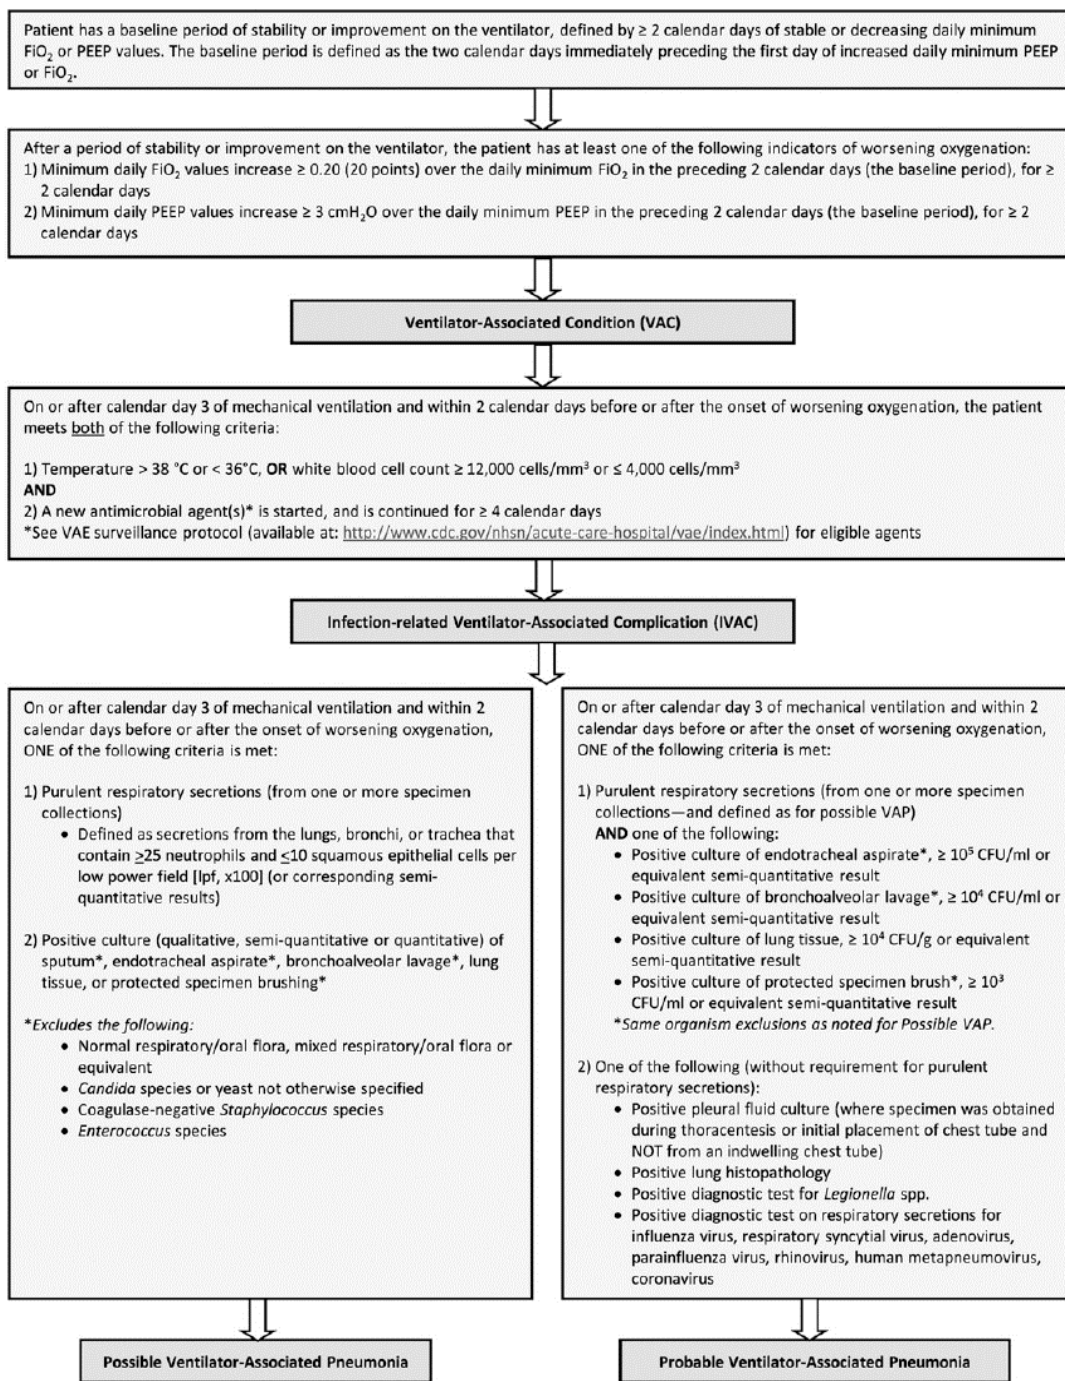 Patient has a baseline period of stability or improvement on the ventilator, defined by ≥ 2 calendar days of stable or decreasing daily minimum
FiO₂ or PEEP values. The baseline period is defined as the two calendar days immediately preceding the first day of increased daily minimum PEEP
or FiO₂.
After a period of stability or improvement on the ventilator, the patient has at least one of the following indicators of worsening oxygenation:
1) Minimum daily FiO₂ values increase ≥ 0.20 (20 points) over the daily minimum FiO₂ in the preceding 2 calendar days (the baseline period), for ≥
2 calendar days
2) Minimum daily PEEP values increase ≥ 3 cmH₂O over the daily minimum PEEP in the preceding 2 calendar days (the baseline period), for ≥ 2
calendar days
Ventilator-Associated Condition (VAC)
On or after calendar day 3 of mechanical ventilation and within 2 calendar days before or after the onset of worsening oxygenation, the patient
meets both of the following criteria:
1) Temperature > 38 °C or < 36°C, OR white blood cell count ≥ 12,000 cells/mm³ or ≤ 4,000 cells/mm³
AND
2) A new antimicrobial agent(s)* is started, and is continued for ≥ 4 calendar days
*See VAE surveillance protocol (available at: http://www.cdc.gov/nhsn/acute-care-hospital/vae/index.html) for eligible agents
Infection-related Ventilator-Associated Complication (IVAC)
On or after calendar day 3 of mechanical ventilation and within 2
calendar days before or after the onset of worsening oxygenation,
ONE of the following criteria is met:
1) Purulent respiratory secretions (from one or more specimen
collections)
• Defined as secretions from the lungs, bronchi, or trachea that
contain ≥25 neutrophils and ≤10 squamous epithelial cells per
low power field [lpf, x100] (or corresponding semi-
quantitative results)
2) Positive culture (qualitative, semi-quantitative or quantitative) of
sputum*, endotracheal aspirate*, bronchoalveolar lavage*, lung
tissue, or protected specimen brushing*
*Excludes the following:
• Normal respiratory/oral flora, mixed respiratory/oral flora or
equivalent
• Candida species or yeast not otherwise specified
• Coagulase-negative Staphylococcus species
• Enterococcus species
Possible Ventilator-Associated Pneumonia
On or after calendar day 3 of mechanical ventilation and within 2
calendar days before or after the onset of worsening oxygenation,
ONE of the following criteria is met:
1) Purulent respiratory secretions (from one or more specimen
collections—and defined as for possible VAP)
AND one of the following:
• Positive culture of endotracheal aspirate*, ≥ 10⁵ CFU/ml or
equivalent semi-quantitative result
• Positive culture of bronchoalveolar lavage*, ≥ 10⁴ CFU/ml or
equivalent semi-quantitative result
• Positive culture of lung tissue, ≥ 10⁴ CFU/g or equivalent
semi-quantitative result
• Positive culture of protected specimen brush*, ≥ 10³
CFU/ml or equivalent semi-quantitative result
*Same organism exclusions as noted for Possible VAP.
2) One of the following (without requirement for purulent
respiratory secretions):
• Positive pleural fluid culture (where specimen was obtained
during thoracentesis or initial placement of chest tube and
NOT from an indwelling chest tube)
• Positive lung histopathology
• Positive diagnostic test for Legionella spp.
• Positive diagnostic test on respiratory secretions for
influenza virus, respiratory syncytial virus, adenovirus,
parainfluenza virus, rhinovirus, human metapneumovirus,
coronavirus
Probable Ventilator-Associated Pneumonia